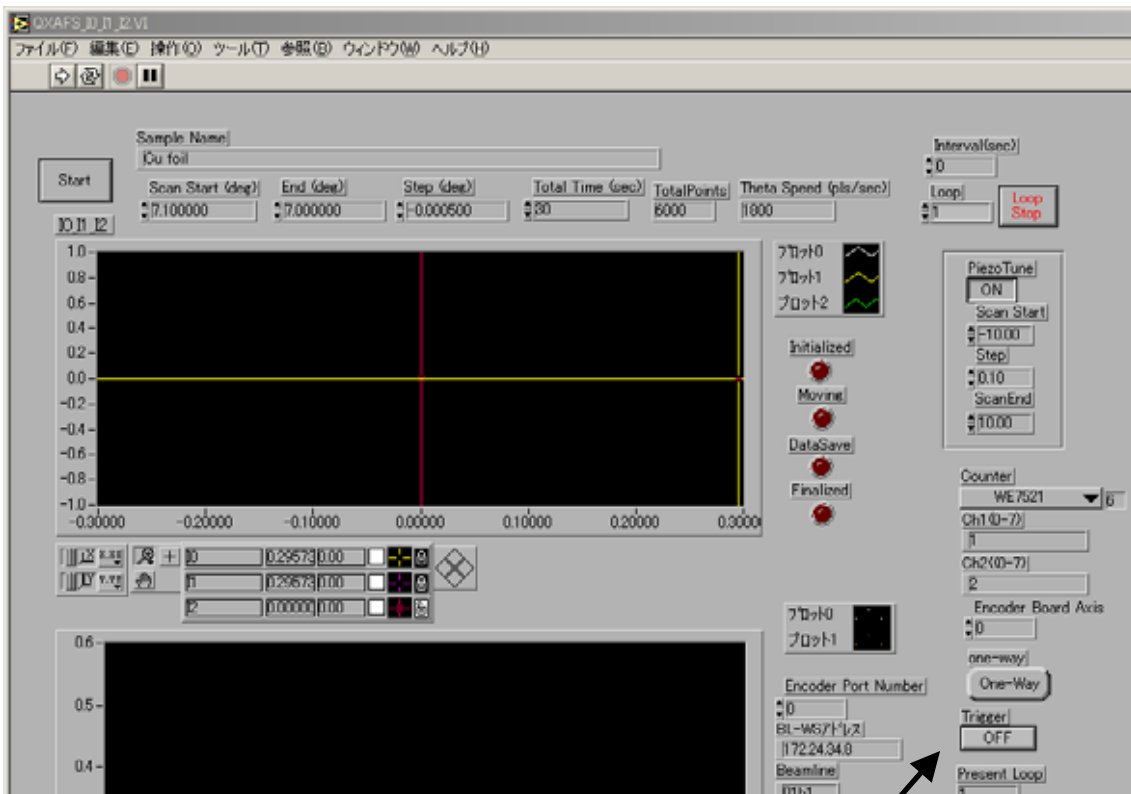 QXAFS_I0_I1_I2.VI
ファイル(F) 編集(E) 操作(O) ツール(T) 参照(B) ウィンドウ(W) ヘルプ(H)
Sample Name
Cu foil
Interval(sec)
0
Start
Scan Start (deg) End (deg) Step (deg) Total Time (sec) TotalPoints Theta Speed (pls/sec)
7.100000 7.000000 -0.000500 30 6000 1800
Loop
1
Loop Stop
I0 I1 I2
1.0
0.8
0.6
0.4
0.2
0.0
-0.2
-0.4
-0.6
-0.8
-1.0
-0.30000 -0.20000 -0.10000 0.00000 0.10000 0.20000 0.30000
プロット0
プロット1
プロット2
Initialized
Moving
DataSave
Finalized
PiezoTune
ON
Scan Start
-10.00
Step
0.10
ScanEnd
10.00
Counter
WE7521 6
Ch1(0-7)
1
Ch2(0-7)
2
Encoder Board Axis
0
one-way
One-Way
Trigger
OFF
Present Loop
I0 0.29573 0.00
I1 0.29573 0.00
I2 0.00000 0.00
0.6
0.5
0.4
プロット0
プロット1
Encoder Port Number
0
BL-WSアドレス
172.24.34.8
Beamline